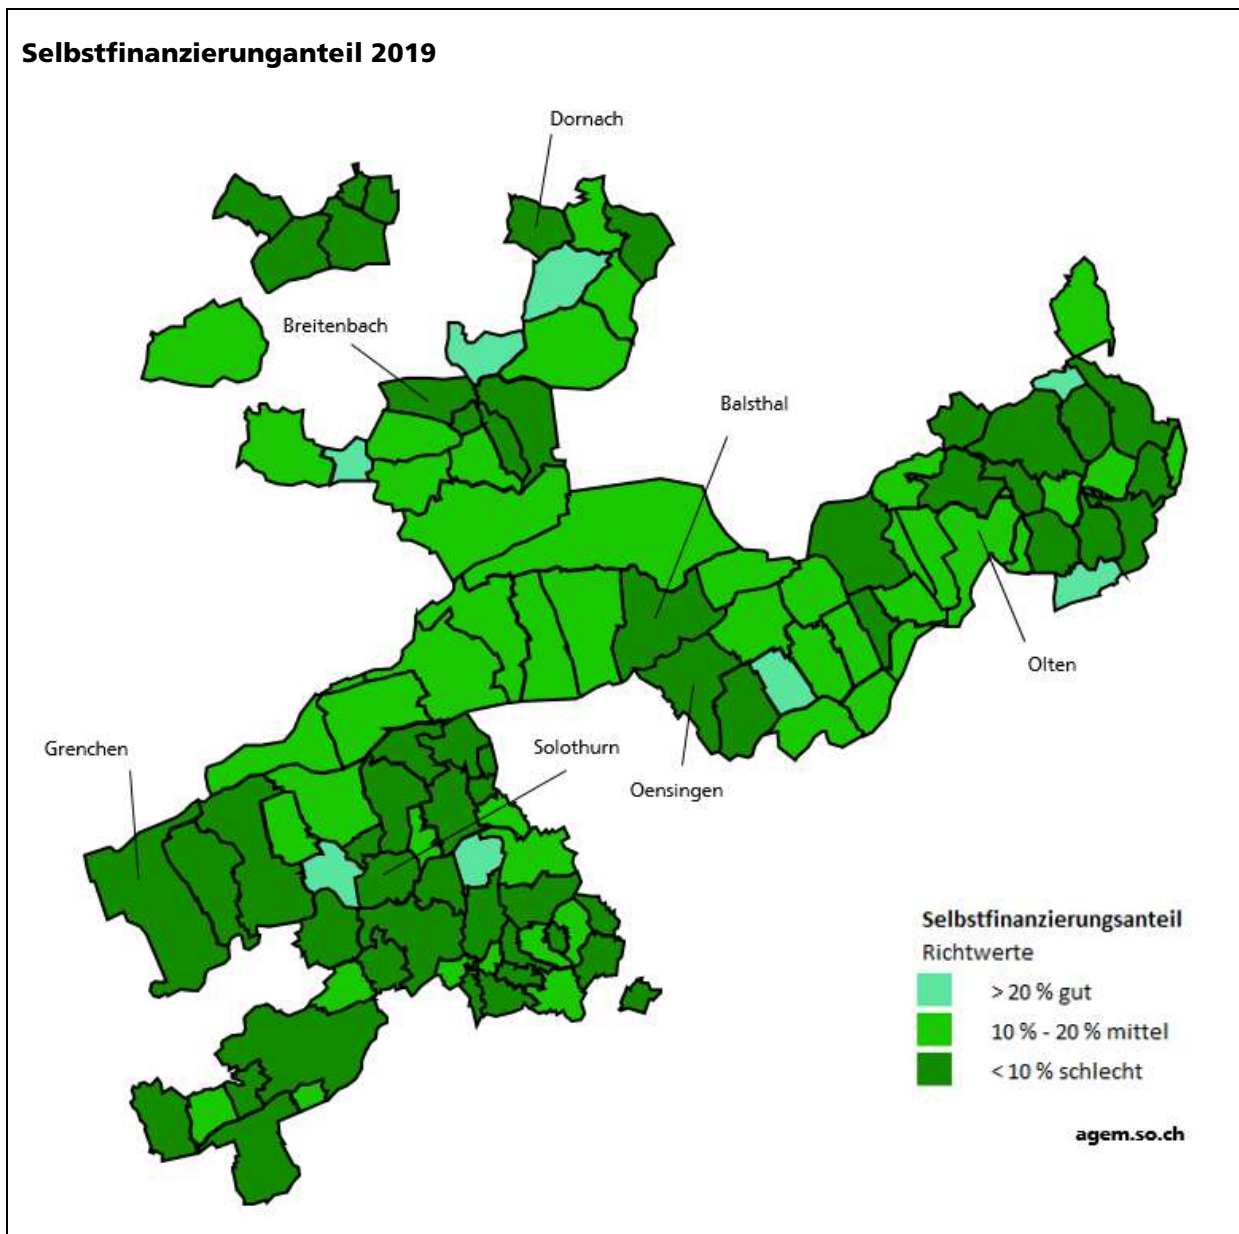 Selbstfinanzierunganteil 2019
Dornach
Breitenbach
Balsthal
Olten
Grenchen
Solothurn
Oensingen
Selbstfinanzierungsanteil
Richtwerte
> 20 % gut
10 % - 20 % mittel
< 10 % schlecht
agem.so.ch